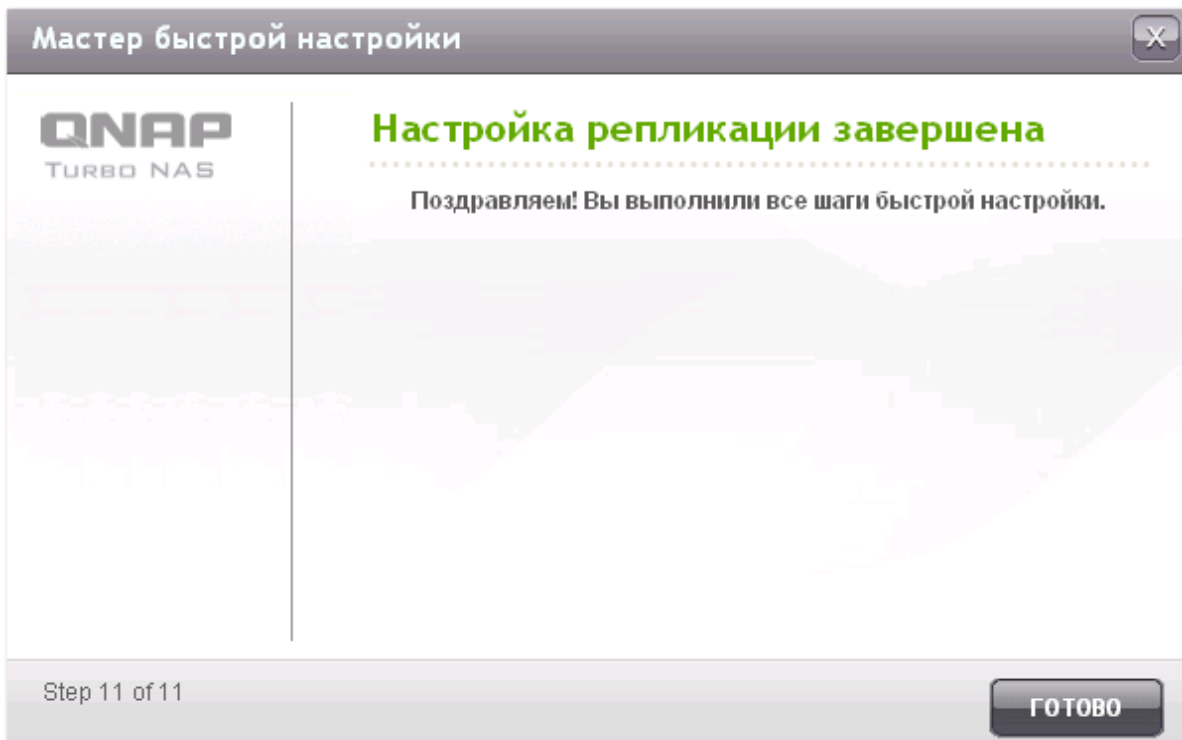 Мастер быстрой настройки
X
QNAP
TURBO NAS
Настройка репликации завершена
Поздравляем! Вы выполнили все шаги быстрой настройки.
Step 11 of 11
ГОТОВО